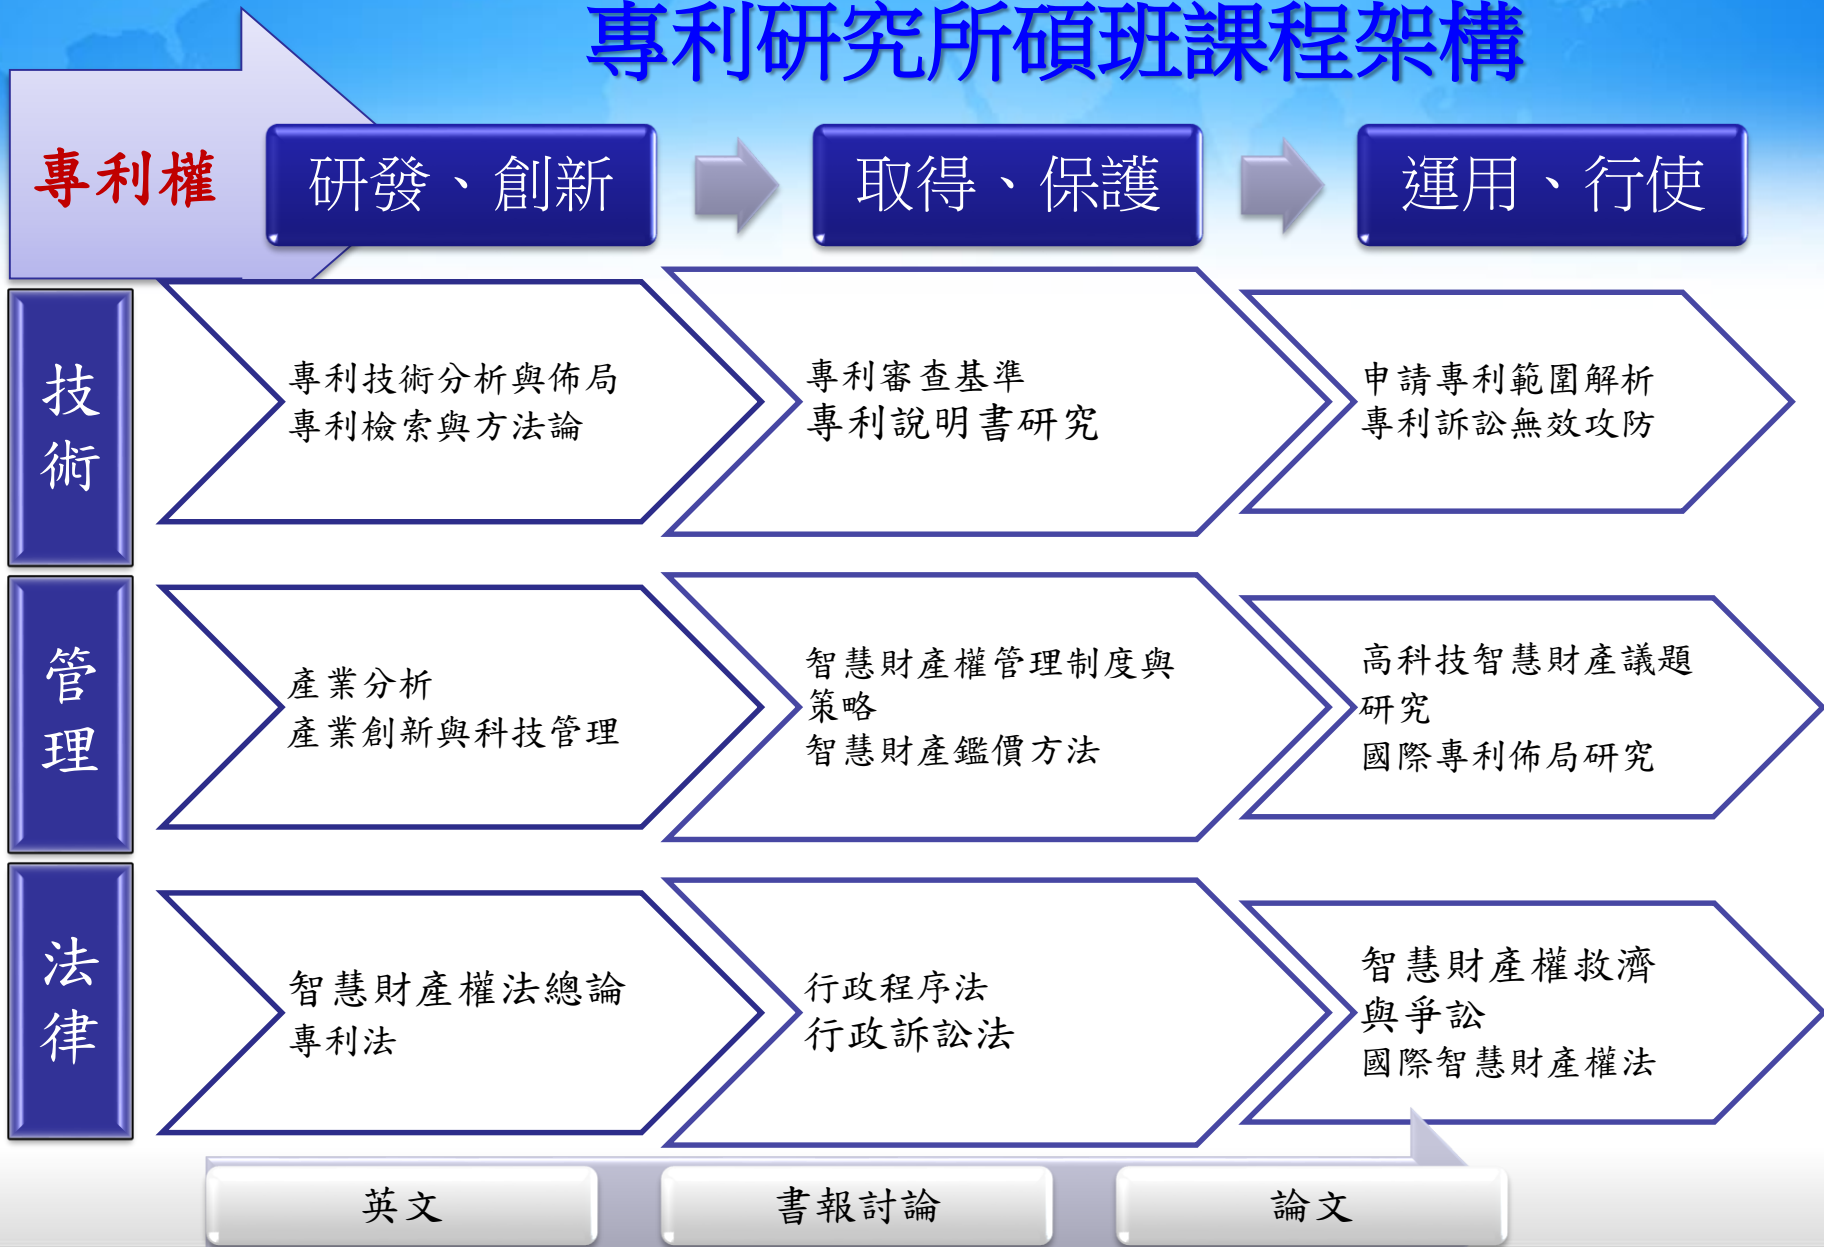 專利研究所碩班課程架構
專利權
研發、創新
取得、保護
運用、行使
技術
專利技術分析與佈局
專利檢索與方法論
專利審查基準
專利說明書研究
申請專利範圍解析
專利訴訟無效攻防
管理
產業分析
產業創新與科技管理
智慧財產權管理制度與
策略
智慧財產鑑價方法
高科技智慧財產議題
研究
國際專利佈局研究
法律
智慧財產權法總論
專利法
行政程序法
行政訴訟法
智慧財產權救濟
與爭訟
國際智慧財產權法
英文
書報討論
論文